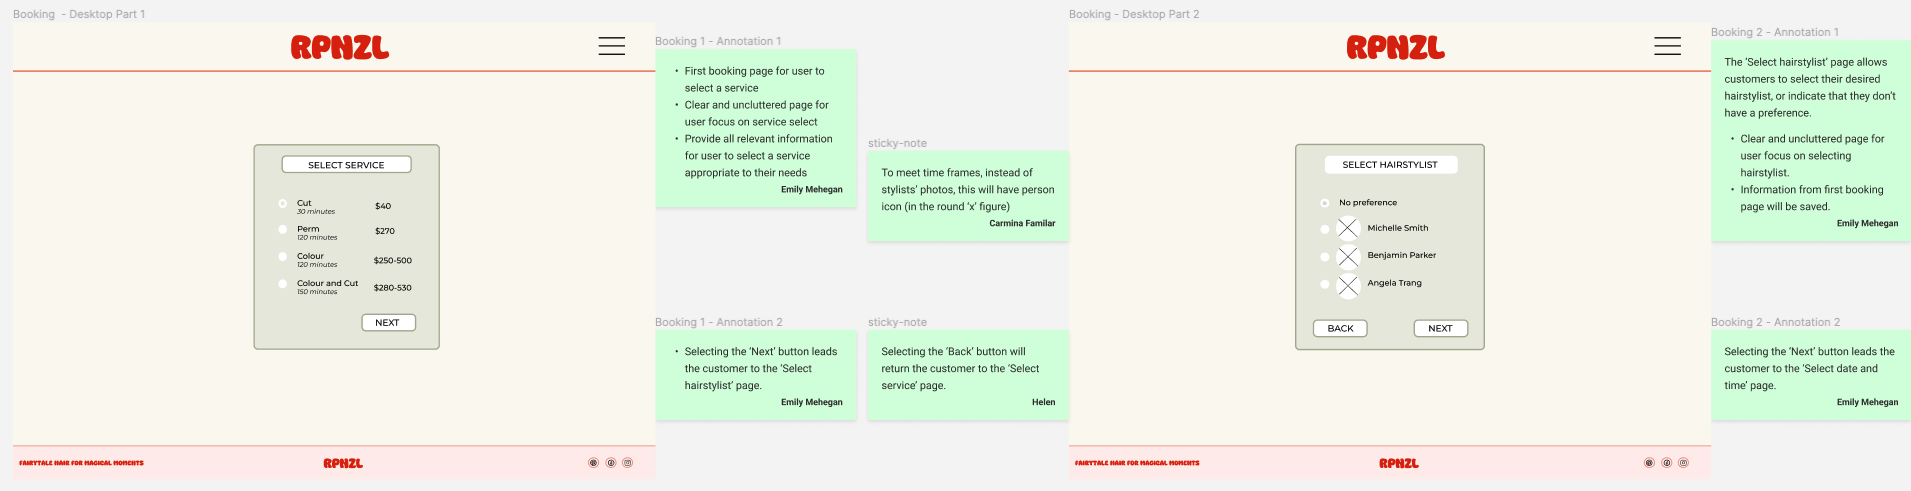 Booking - Desktop Part 1
RPNZL
SELECT SERVICE
Cut
30 minutes
$40
Perm
120 minutes
$270
Colour
120 minutes
$250-500
Colour and Cut
150 minutes
$280-530
NEXT
FAIRYTALE HAIR FOR MAGICAL MOMENTS
RPNZL
Booking 1 - Annotation 1
• First booking page for user to
select a service
• Clear and uncluttered page for
user focus on service select
• Provide all relevant information
for user to select a service
appropriate to their needs
Emily Mehegan
sticky-note
To meet time frames, instead of
stylists' photos, this will have person
icon (in the round 'x' figure)
Carmina Familar
Booking 1 - Annotation 2
• Selecting the 'Next' button leads
the customer to the 'Select
hairstylist' page.
Emily Mehegan
sticky-note
Selecting the 'Back' button will
return the customer to the 'Select
service' page.
Helen
Booking - Desktop Part 2
RPNZL
SELECT HAIRSTYLIST
No preference
Michelle Smith
Benjamin Parker
Angela Trang
BACK
NEXT
FAIRYTALE HAIR FOR MAGICAL MOMENTS
RPNZL
Booking 2 - Annotation 1
The 'Select hairstylist' page allows
customers to select their desired
hairstylist, or indicate that they don't
have a preference.
• Clear and uncluttered page for
user focus on selecting
hairstylist.
• Information from first booking
page will be saved.
Emily Mehegan
Booking 2 - Annotation 2
Selecting the 'Next' button leads the
customer to the 'Select date and
time' page.
Emily Mehegan